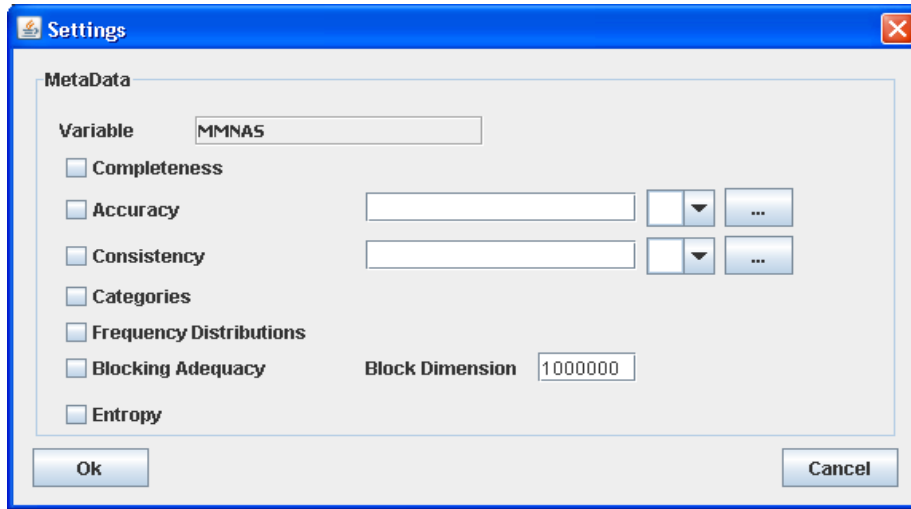 Settings
MetaData
Variable MMNAS
Completeness
Accuracy ...
Consistency ...
Categories
Frequency Distributions
Blocking Adequacy Block Dimension 1000000
Entropy
Ok Cancel